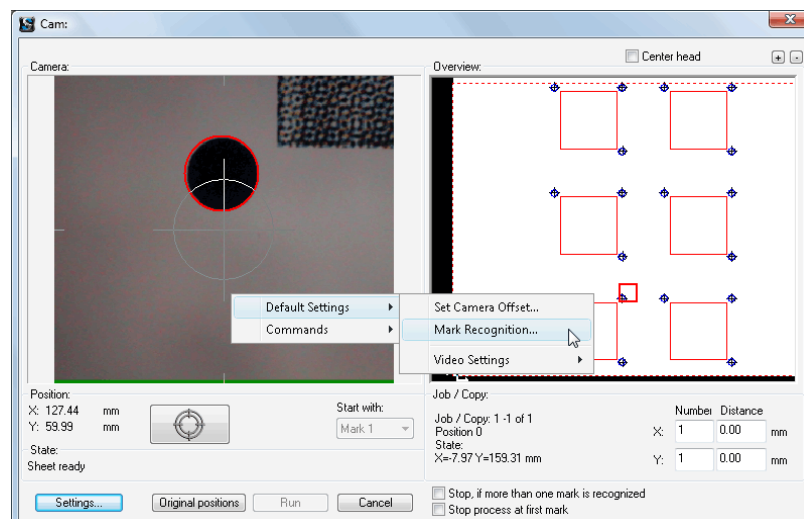 Cam:
Center head
+ -
Camera:
Overview:
Default Settings
Commands
Set Camera Offset...
Mark Recognition...
Video Settings
Position:
X: 127.44 mm
Y: 59.99 mm
Start with:
Mark 1
State:
Sheet ready
Job / Copy:
Job / Copy: 1 -1 of 1
Position 0
State:
X=-7.97 Y=159.31 mm
Number Distance
X: 1 0.00 mm
Y: 1 0.00 mm
Settings...
Original positions
Run
Cancel
Stop, if more than one mark is recognized
Stop process at first mark